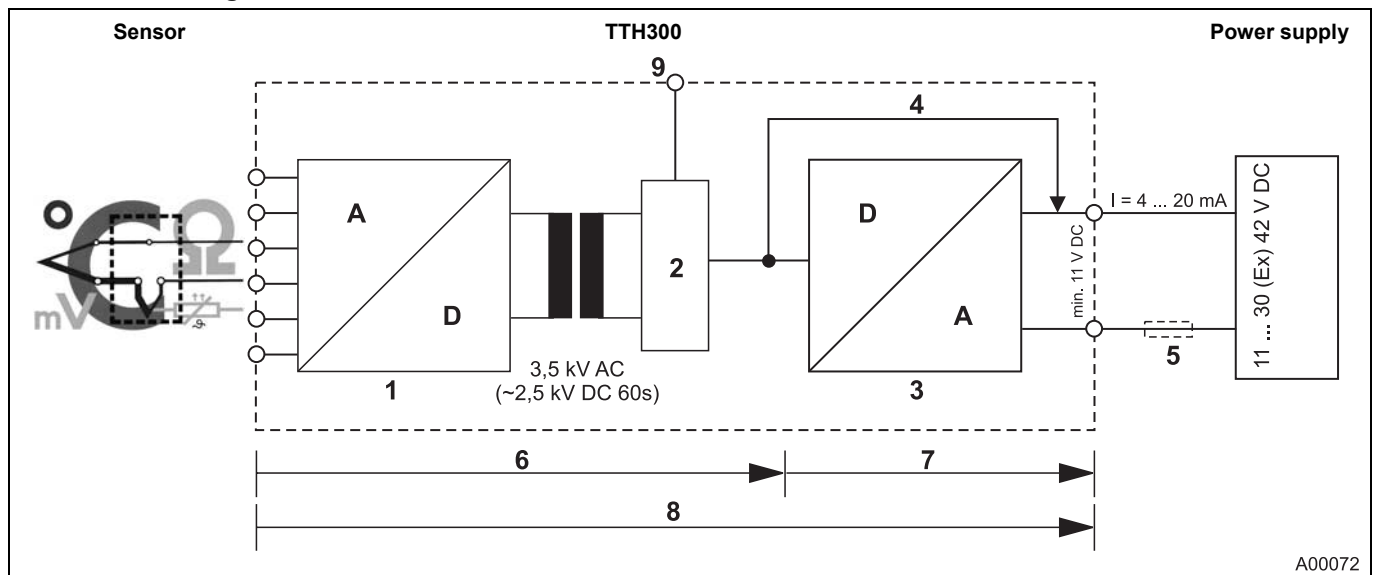 Sensor
TTH300
Power supply
9
4
A
D
1
3,5 kV AC
(~2,5 kV DC 60s)
2
D
A
3
min. 11 V DC
I = 4 ... 20 mA
5
11 ... 30 (Ex) 42 V DC
°C
Ω
mV
↑↑
~ϑ
6
7
8
A00072